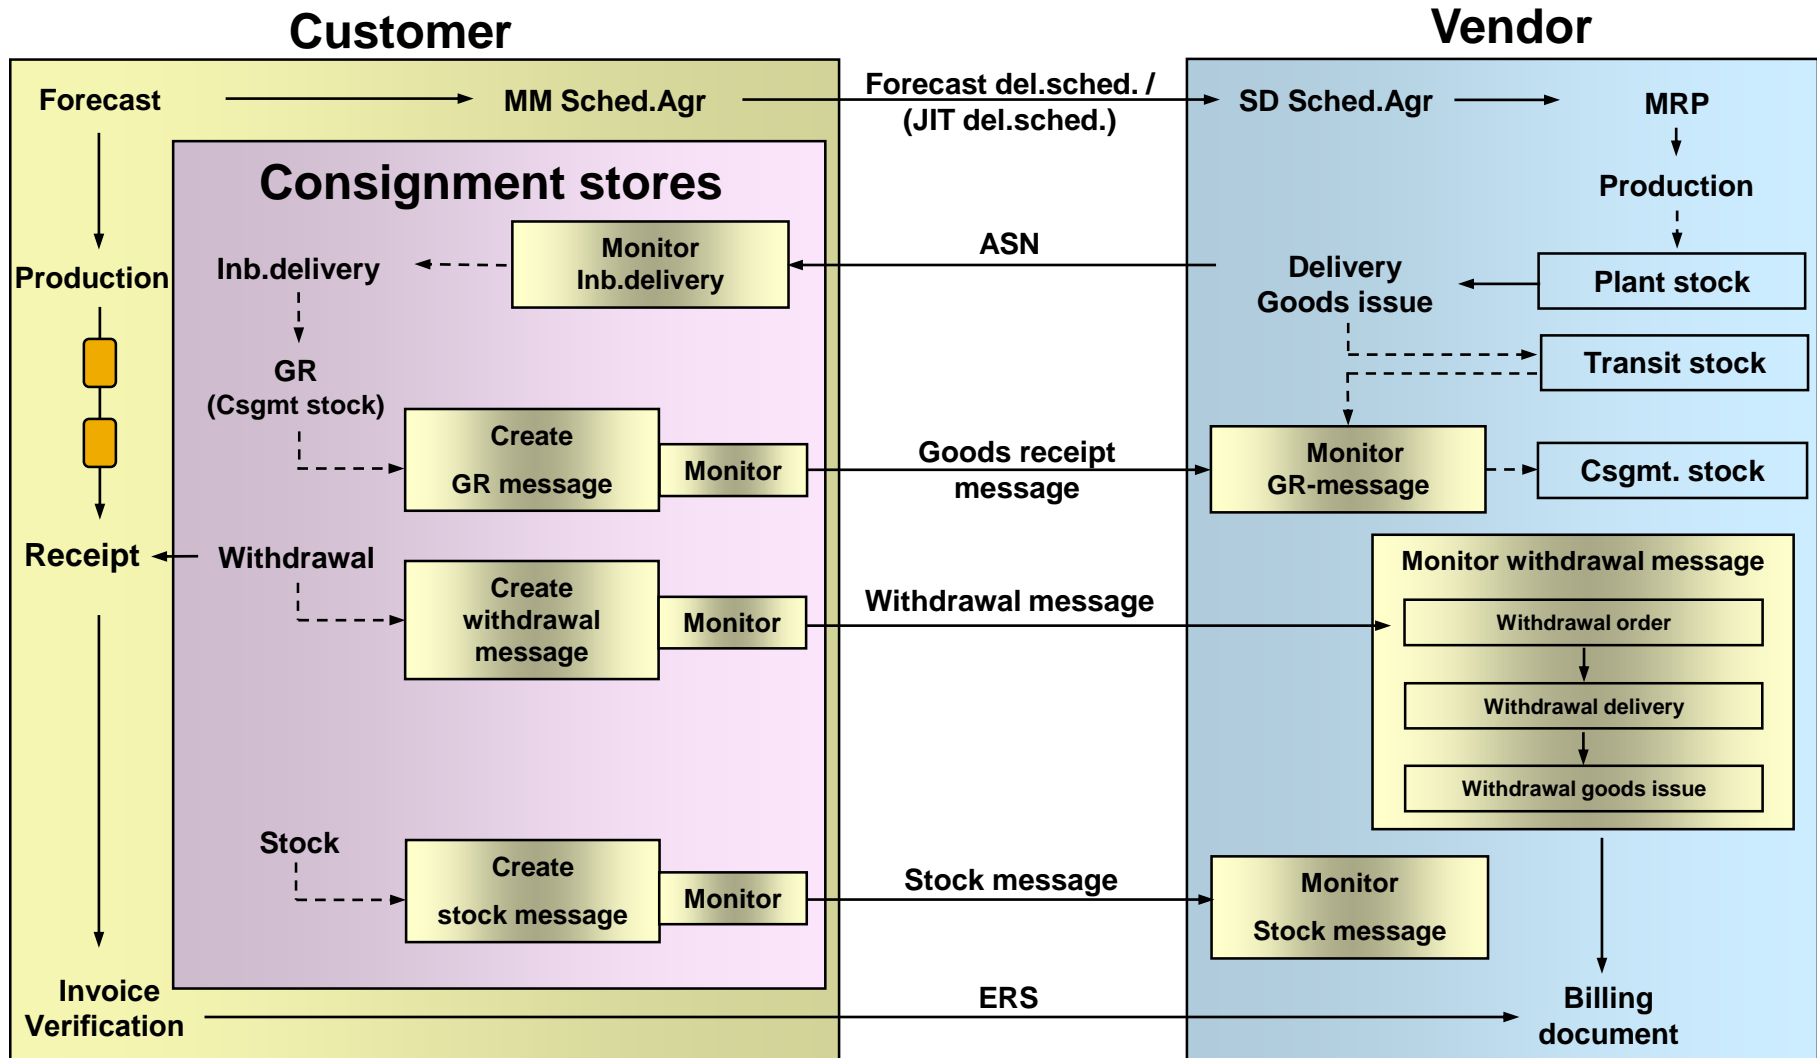 Customer
Vendor
Forecast
MM Sched.Agr
Forecast del.sched. /
(JIT del.sched.)
SD Sched.Agr
MRP
Consignment stores
Production
Monitor
Inb.delivery
Inb.delivery
ASN
Delivery
Goods issue
Plant stock
Production
GR
(Csgmt stock)
Transit stock
Create
GR message
Monitor
Goods receipt
message
Monitor
GR-message
Csgmt. stock
Receipt
Withdrawal
Create
withdrawal
message
Monitor
Withdrawal message
Monitor withdrawal message
Withdrawal order
Withdrawal delivery
Withdrawal goods issue
Stock
Create
stock message
Monitor
Stock message
Monitor
Stock message
Invoice
Verification
ERS
Billing
document